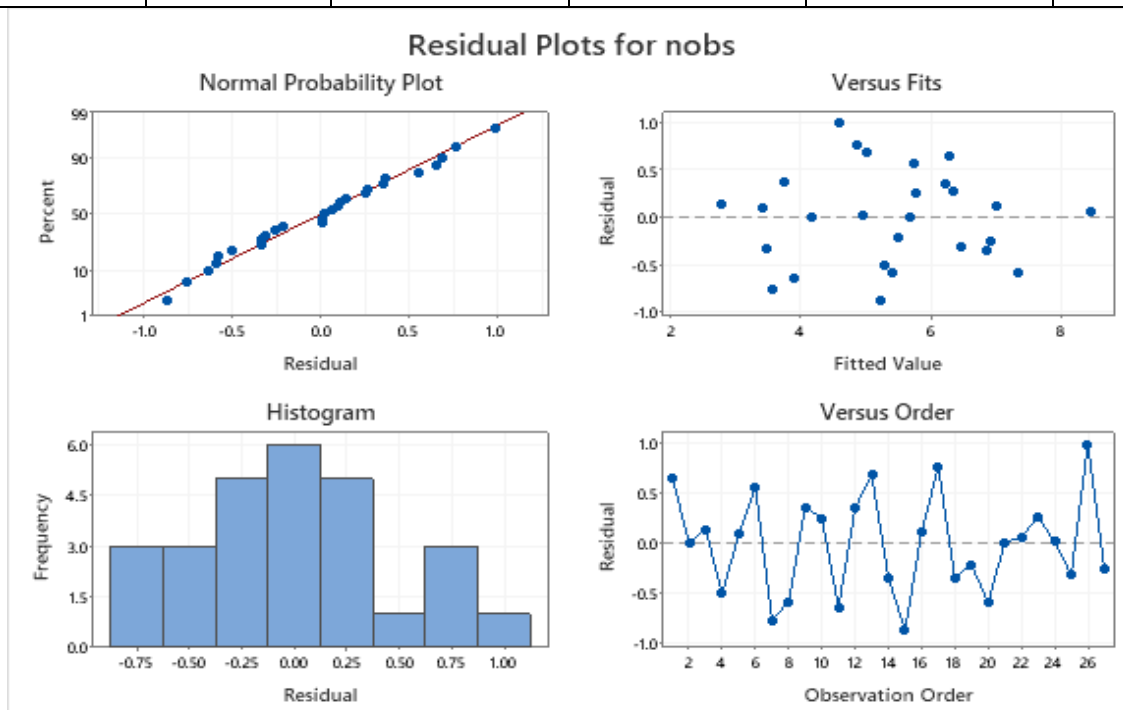 Residual Plots for nobs
Normal Probability Plot
99
90
50
10
1
Percent
-1.0 -0.5 0.0 0.5 1.0
Residual
Versus Fits
1.0
0.5
0.0
-0.5
-1.0
Residual
2 4 6 8
Fitted Value
Histogram
6.0
4.5
3.0
1.5
0.0
Frequency
-0.75 -0.50 -0.25 0.00 0.25 0.50 0.75 1.00
Residual
Versus Order
1.0
0.5
0.0
-0.5
-1.0
Residual
2 4 6 8 10 12 14 16 18 20 22 24 26
Observation Order